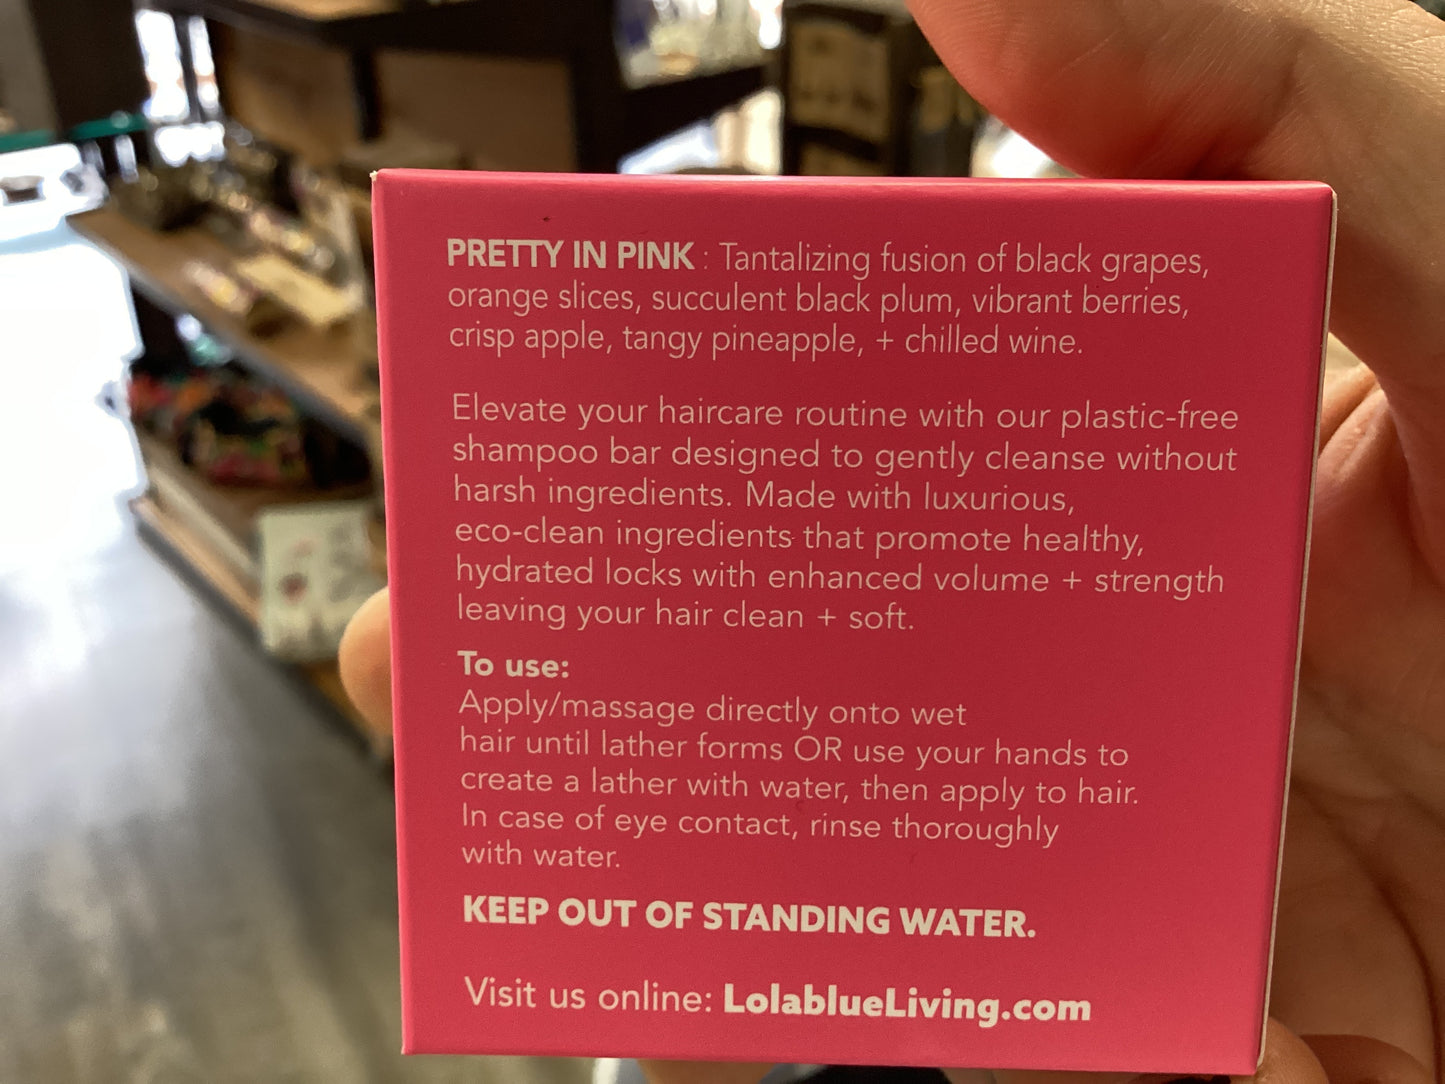 PRETTY IN PINK : Tantalizing fusion of black grapes,
orange slices, succulent black plum, vibrant berries,
crisp apple, tangy pineapple, + chilled wine.
Elevate your haircare routine with our plastic-free
shampoo bar designed to gently cleanse without
harsh ingredients. Made with luxurious,
eco-clean ingredients that promote healthy,
hydrated locks with enhanced volume + strength
leaving your hair clean + soft.
To use:
Apply/massage directly onto wet
hair until lather forms OR use your hands to
create a lather with water, then apply to hair.
In case of eye contact, rinse thoroughly
with water.
KEEP OUT OF STANDING WATER.
Visit us online: LolablueLiving.com